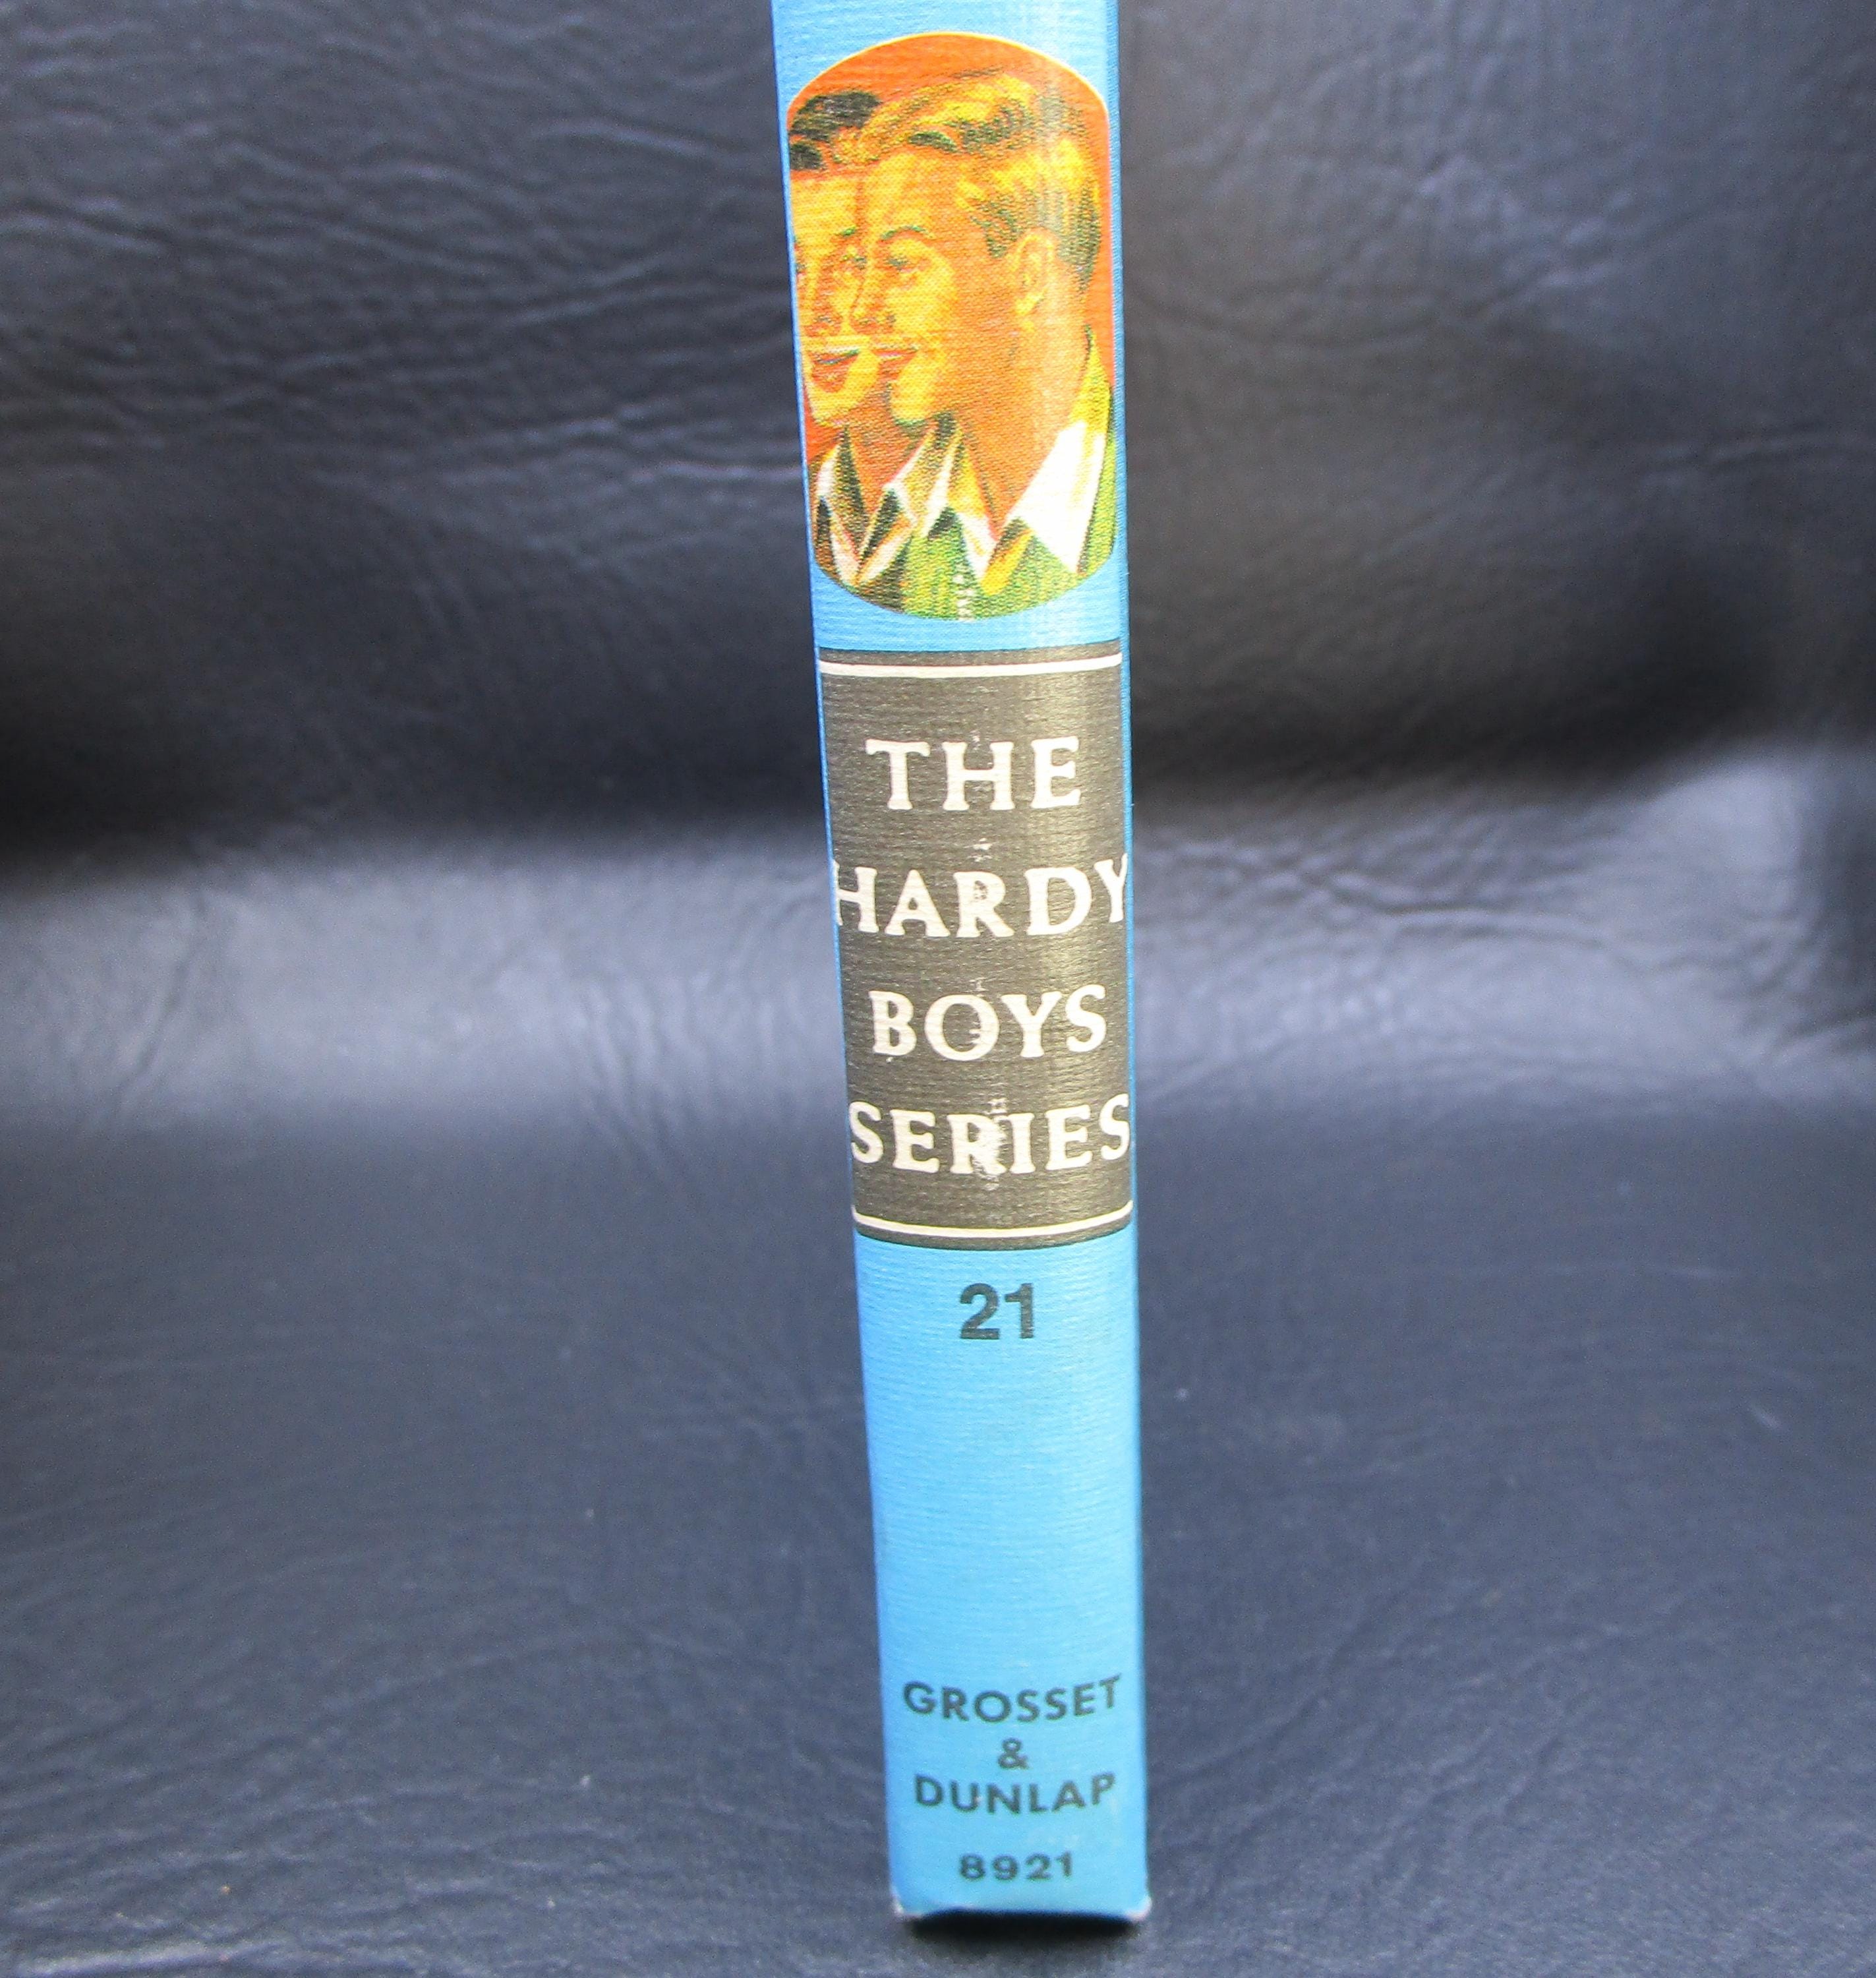 THE
HARDY
BOYS
SERIES
21
GROSSET
&
DUNLAP
8921